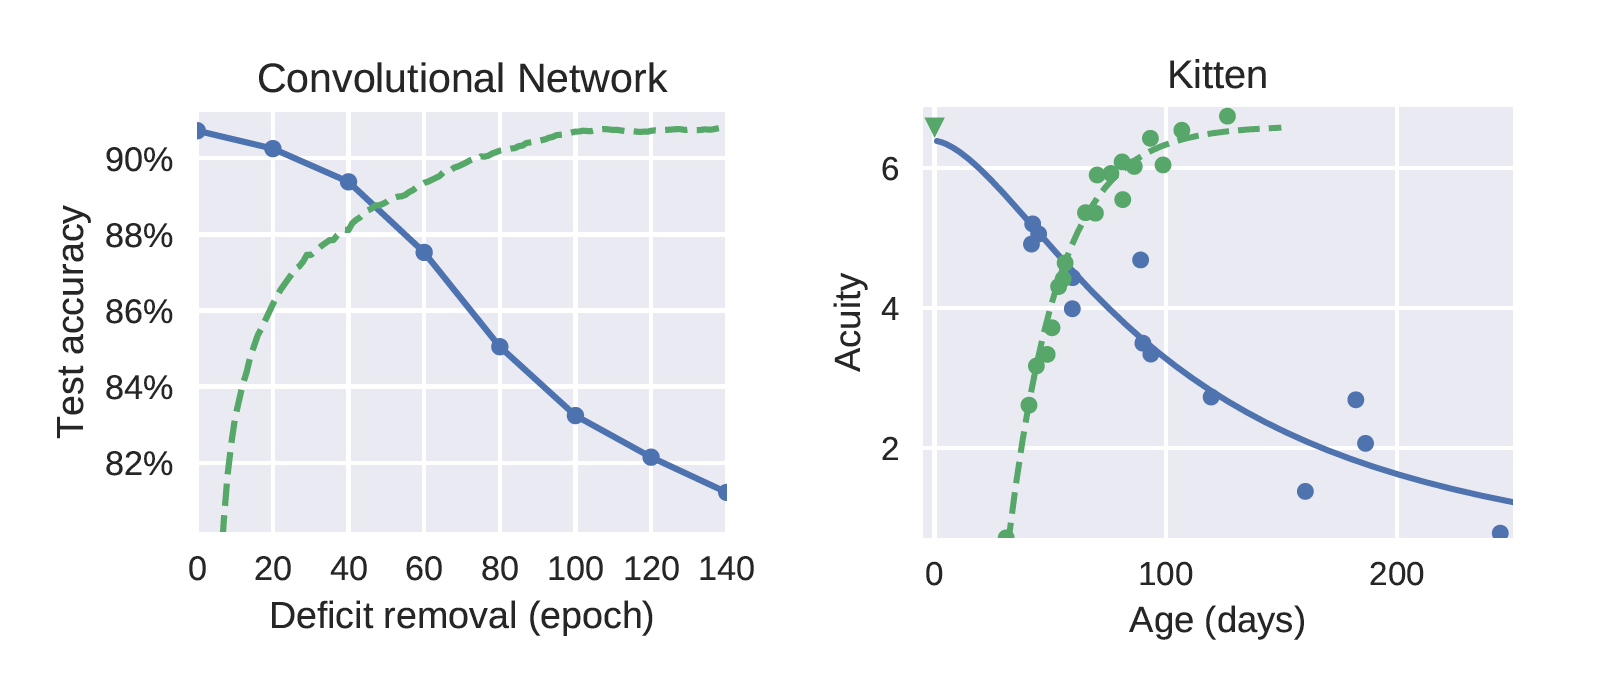 Convolutional Network
90%
88%
86%
84%
82%
Test accuracy
0 20 40 60 80 100 120 140
Deficit removal (epoch)
Kitten
6
4
2
Acuity
0 100 200
Age (days)